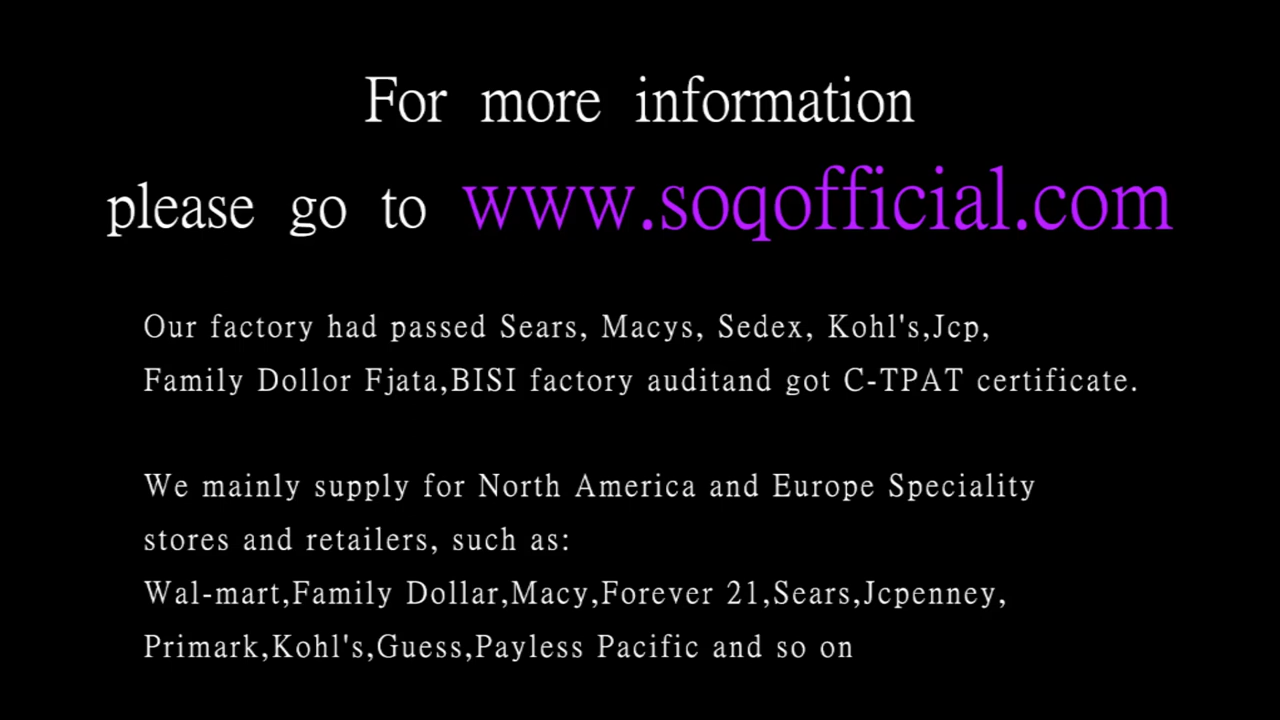 For more information
please go to www.soqofficial.com
Our factory had passed Sears, Macys, Sedex, Kohl's,Jcp,
Family Dollor Fjata,BISI factory auditand got C-TPAT certificate.
We mainly supply for North America and Europe Speciality
stores and retailers, such as:
Wal-mart,Family Dollar,Macy,Forever 21,Sears,Jcpenney,
Primark,Kohl's,Guess,Payless Pacific and so on